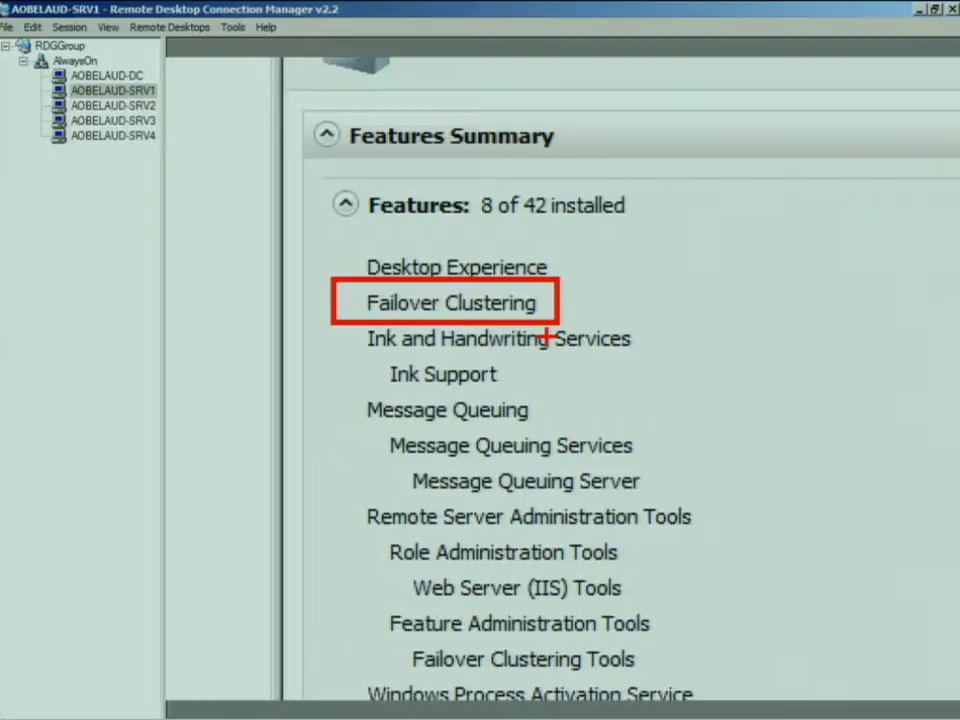 AOBELAUD-SRV1 - Remote Desktop Connection Manager v2.2
File Edit Session View Remote Desktops Tools Help
RDGGroup
AlwaysOn
AOBELAUD-DC
AOBELAUD-SRV1
AOBELAUD-SRV2
AOBELAUD-SRV3
AOBELAUD-SRV4
Features Summary
Features: 8 of 42 installed
Desktop Experience
Failover Clustering
Ink and Handwriting Services
Ink Support
Message Queuing
Message Queuing Services
Message Queuing Server
Remote Server Administration Tools
Role Administration Tools
Web Server (IIS) Tools
Feature Administration Tools
Failover Clustering Tools
Windows Process Activation Service